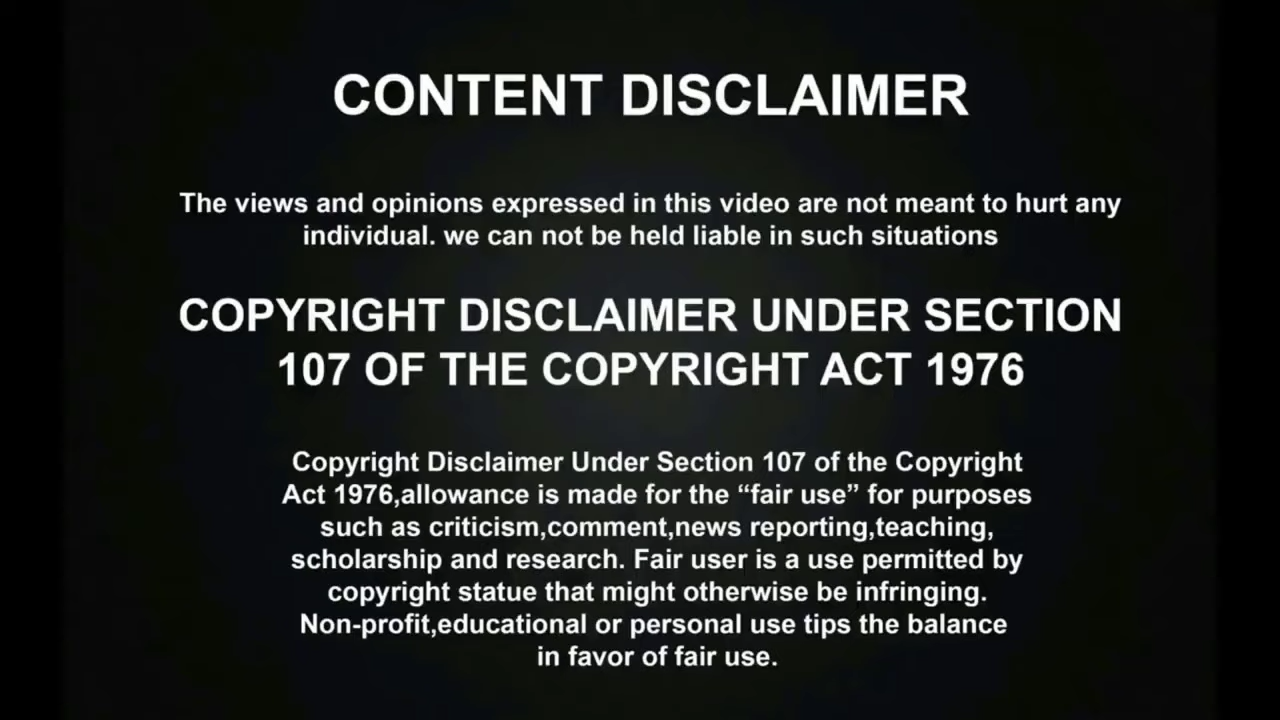 CONTENT DISCLAIMER
The views and opinions expressed in this video are not meant to hurt any
individual. we can not be held liable in such situations
COPYRIGHT DISCLAIMER UNDER SECTION
107 OF THE COPYRIGHT ACT 1976
Copyright Disclaimer Under Section 107 of the Copyright
Act 1976,allowance is made for the “fair use” for purposes
such as criticism,comment,news reporting,teaching,
scholarship and research. Fair user is a use permitted by
copyright statue that might otherwise be infringing.
Non-profit,educational or personal use tips the balance
in favor of fair use.